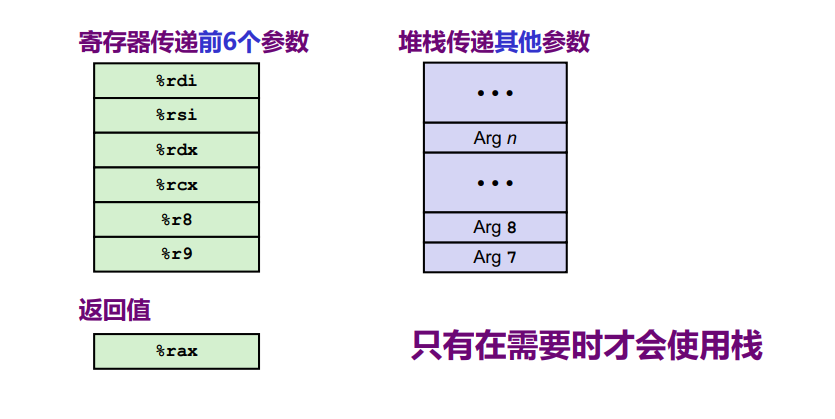 寄存器传递前6个参数
%rdi
%rsi
%rdx
%rcx
%r8
%r9
返回值
%rax
堆栈传递其他参数
•••
Arg n
•••
Arg 8
Arg 7
只有在需要时才会使用栈